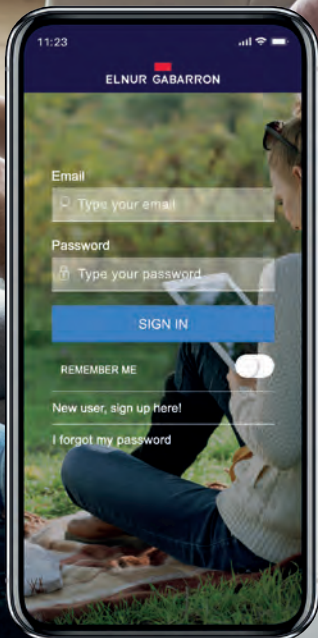 11:23
ELNUR GABARRON
Email
Type your email
Password
Type your password
SIGN IN
REMEMBER ME
New user, sign up here!
I forgot my password